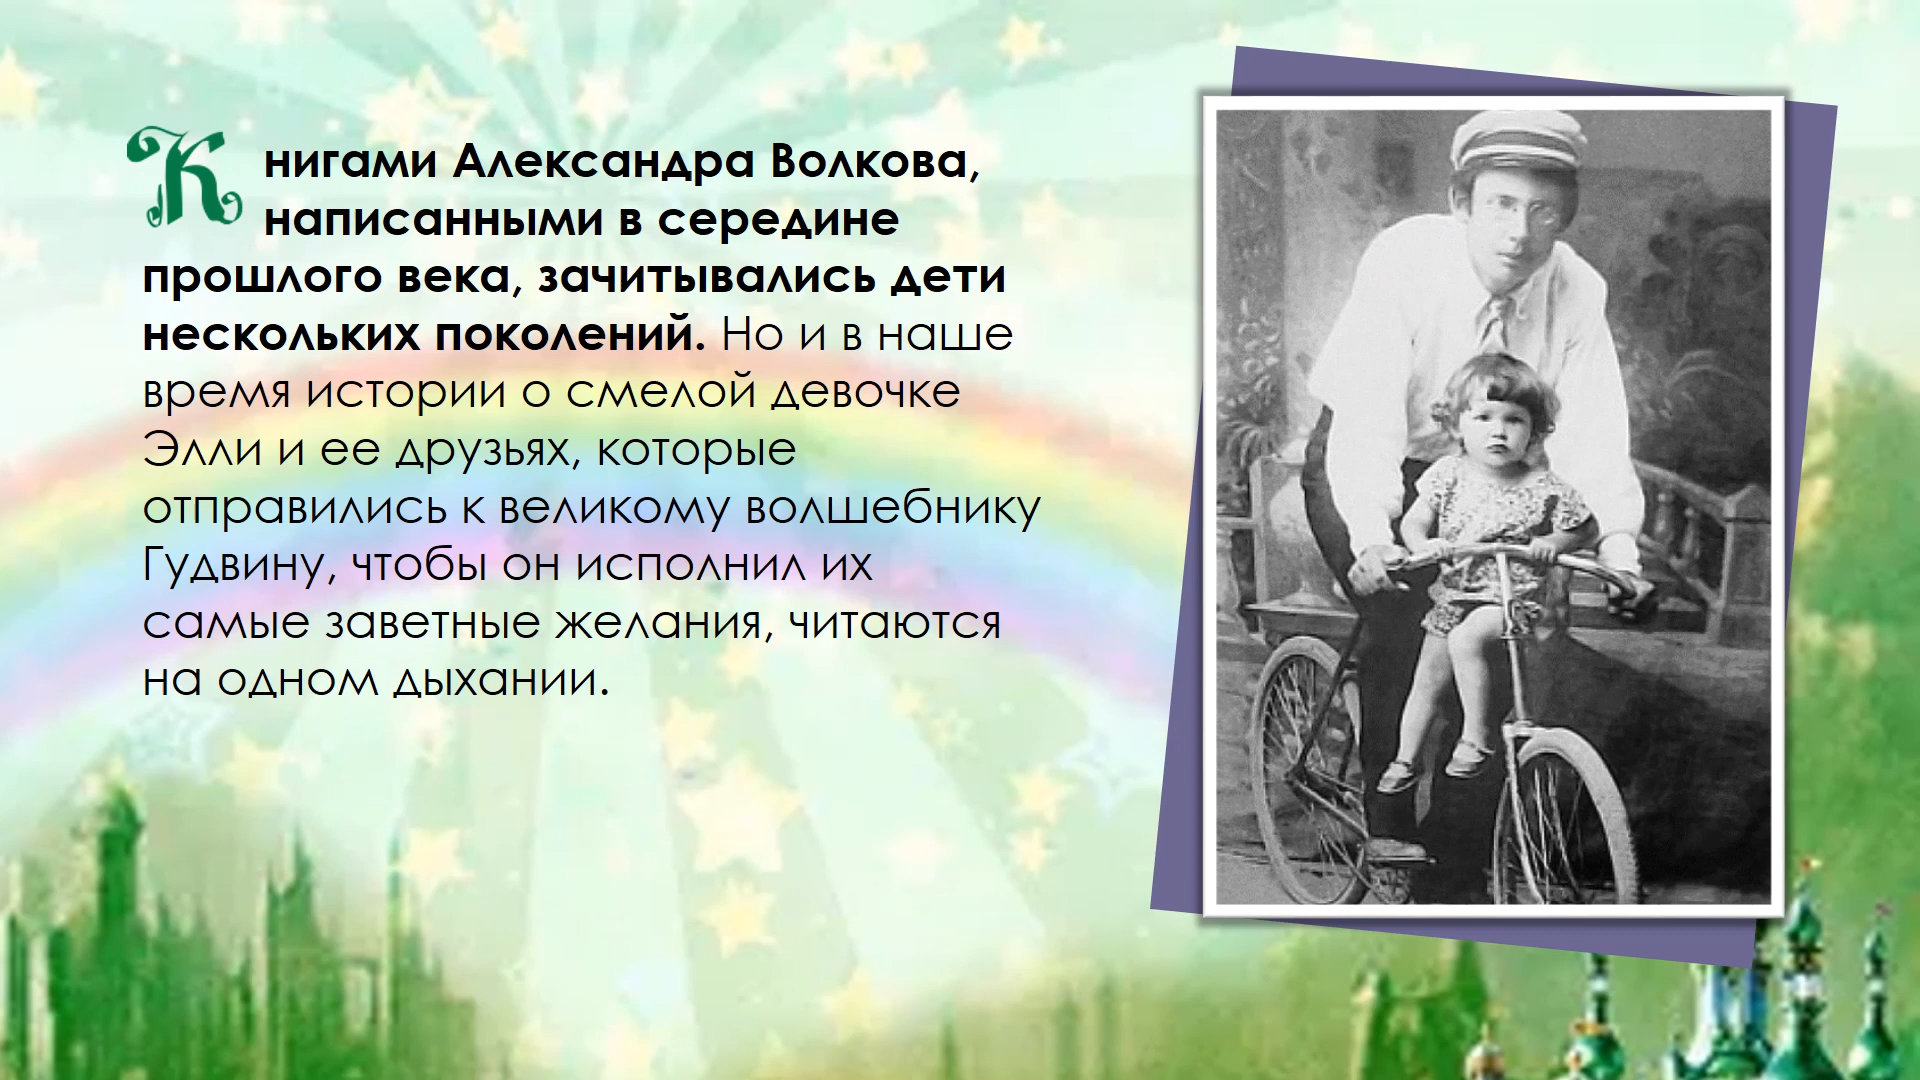 Книгами Александра Волкова,
написанными в середине
прошлого века, зачитывались дети
нескольких поколений. Но и в наше
время истории о смелой девочке
Элли и ее друзьях, которые
отправились к великому волшебнику
Гудвину, чтобы он исполнил их
самые заветные желания, читаются
на одном дыхании.